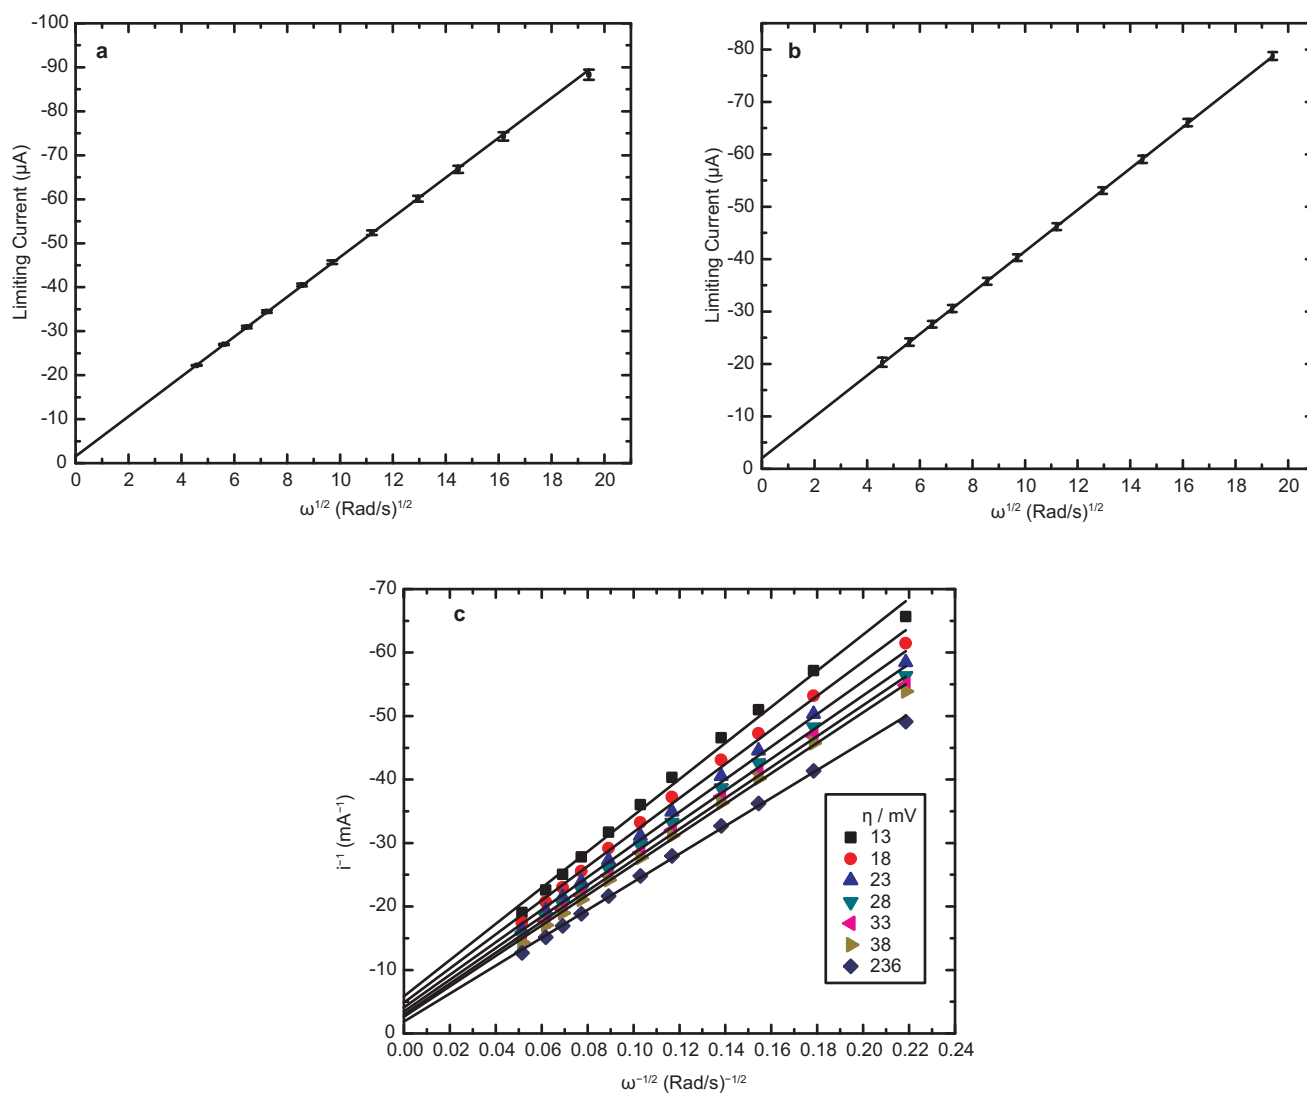 a
-100
-90
-80
-70
-60
-50
-40
-30
-20
-10
0
Limiting Current (µA)
0 2 4 6 8 10 12 14 16 18 20
ω1/2 (Rad/s)1/2
b
-80
-70
-60
-50
-40
-30
-20
-10
0
Limiting Current (µA)
0 2 4 6 8 10 12 14 16 18 20
ω1/2 (Rad/s)1/2
c
-70
-60
-50
-40
-30
-20
-10
0
i−1 (mA−1)
η / mV
13
18
23
28
33
38
236
0.00 0.02 0.04 0.06 0.08 0.10 0.12 0.14 0.16 0.18 0.20 0.22 0.24
ω−1/2 (Rad/s)−1/2